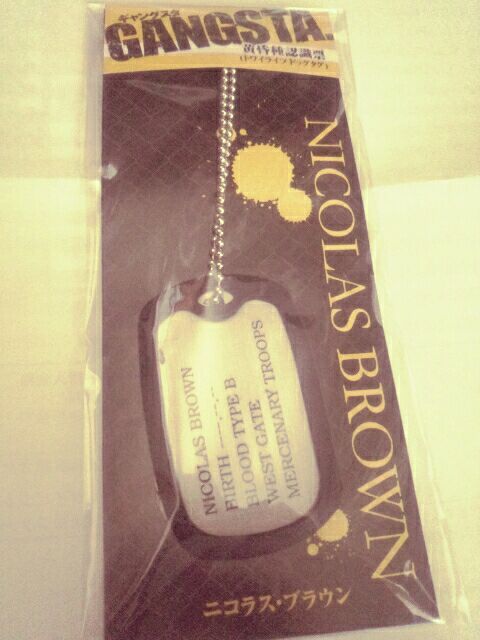 ギャングスタ
GANGSTA.
黄昏種認識票
(トワイライツドッグタグ)
NICOLAS BROWN
NICOLAS BROWN
FIRTH --------
BLOOD TYPE B
WEST GATE
MERCENARY TROOPS
ニコラス・ブラウン